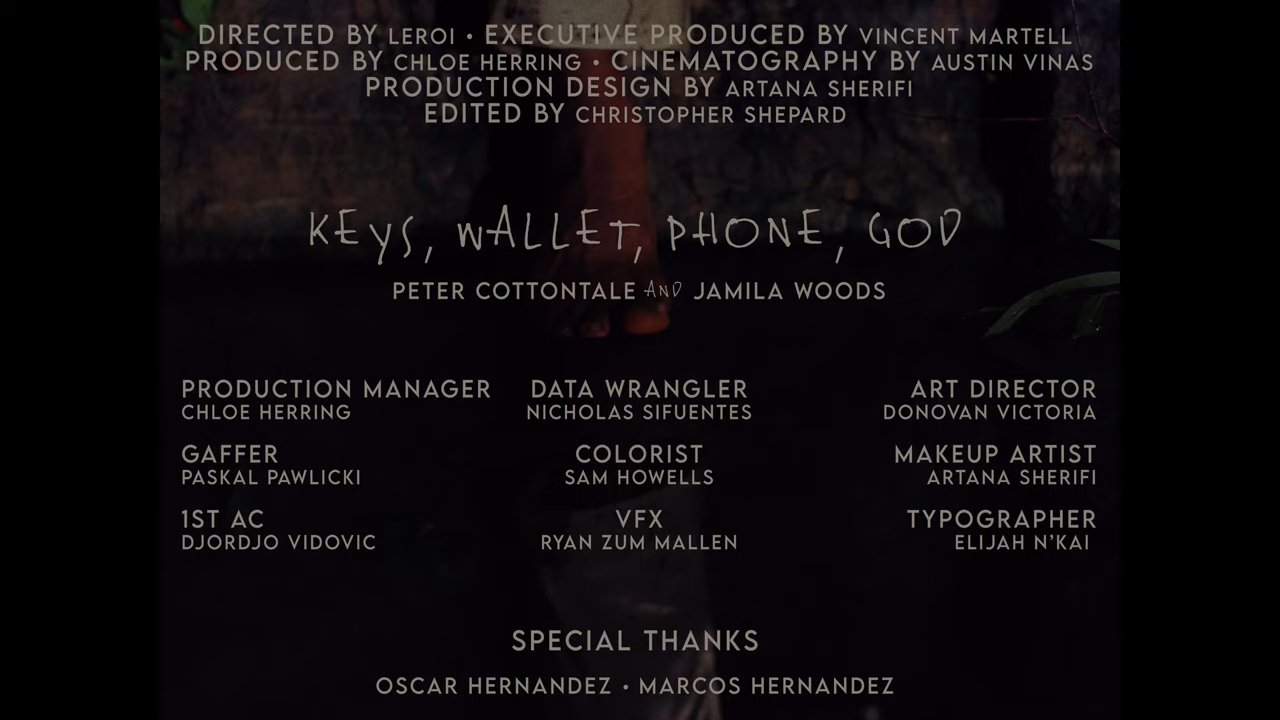 DIRECTED BY LEROI • EXECUTIVE PRODUCED BY VINCENT MARTELL
PRODUCED BY CHLOE HERRING • CINEMATOGRAPHY BY AUSTIN VINAS
PRODUCTION DESIGN BY ARTANA SHERIFI
EDITED BY CHRISTOPHER SHEPARD
KEYS, WALLET, PHONE, GOD
PETER COTTONTALE AND JAMILA WOODS
PRODUCTION MANAGER
CHLOE HERRING
GAFFER
PASKAL PAWLICKI
1ST AC
DJORDJO VIDOVIC
DATA WRANGLER
NICHOLAS SIFUENTES
COLORIST
SAM HOWELLS
VFX
RYAN ZUM MALLEN
ART DIRECTOR
DONOVAN VICTORIA
MAKEUP ARTIST
ARTANA SHERIFI
TYPOGRAPHER
ELIJAH N'KAI
SPECIAL THANKS
OSCAR HERNANDEZ • MARCOS HERNANDEZ